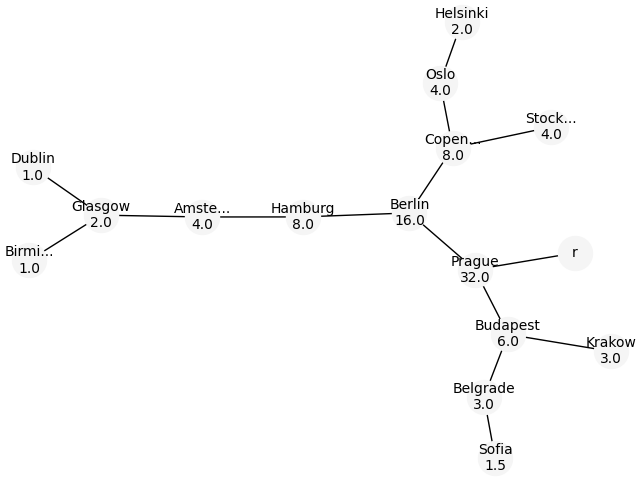 Helsinki
2.0
Oslo
4.0
Stock...
4.0
Copen...
8.0
Dublin
1.0
Glasgow
2.0
Amste...
4.0
Hamburg
8.0
Berlin
16.0
Birmi...
1.0
r
Prague
32.0
Budapest
6.0
Krakow
3.0
Belgrade
3.0
Sofia
1.5